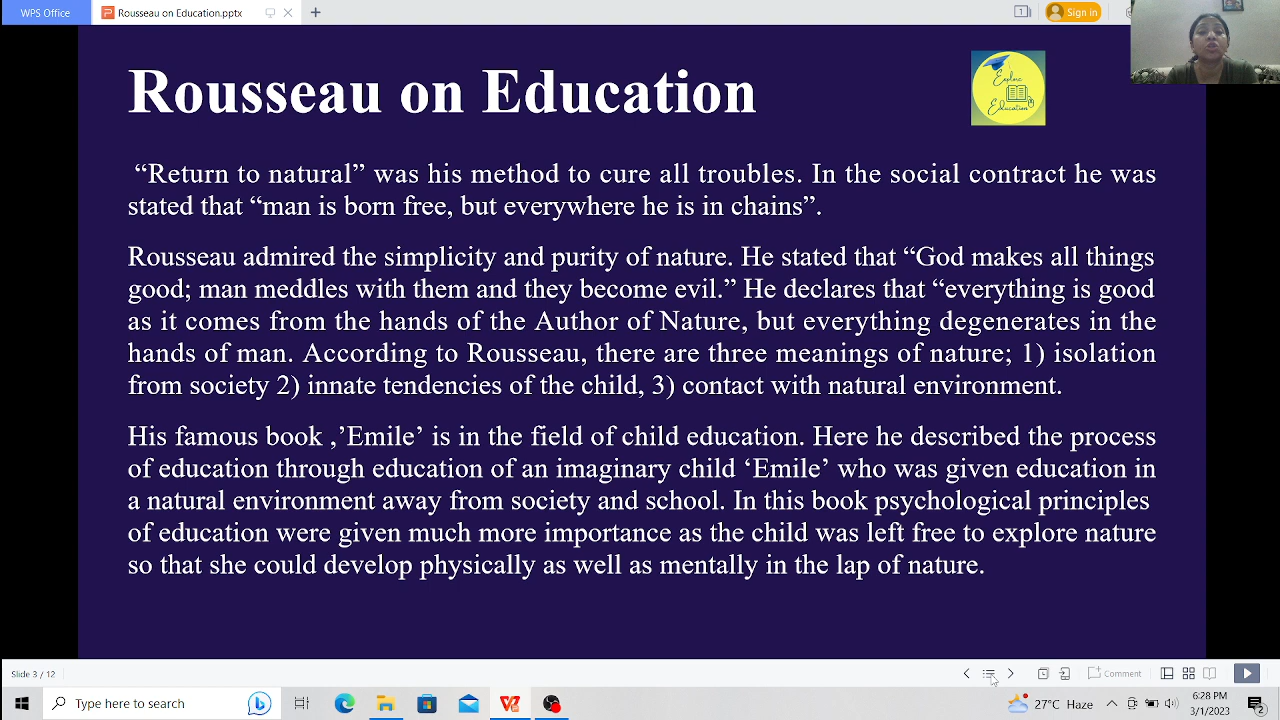 WPS Office
Rousseau on Education.pptx
Sign in
Rousseau on Education
Explore
Education
“Return to natural” was his method to cure all troubles. In the social contract he was
stated that “man is born free, but everywhere he is in chains”.
Rousseau admired the simplicity and purity of nature. He stated that “God makes all things
good; man meddles with them and they become evil.” He declares that “everything is good
as it comes from the hands of the Author of Nature, but everything degenerates in the
hands of man. According to Rousseau, there are three meanings of nature; 1) isolation
from society 2) innate tendencies of the child, 3) contact with natural environment.
His famous book ,’Emile’ is in the field of child education. Here he described the process
of education through education of an imaginary child ‘Emile’ who was given education in
a natural environment away from society and school. In this book psychological principles
of education were given much more importance as the child was left free to explore nature
so that she could develop physically as well as mentally in the lap of nature.
Slide 3 / 12
Comment
Type here to search
27°C Haze
6:28 PM
3/1/2023
2